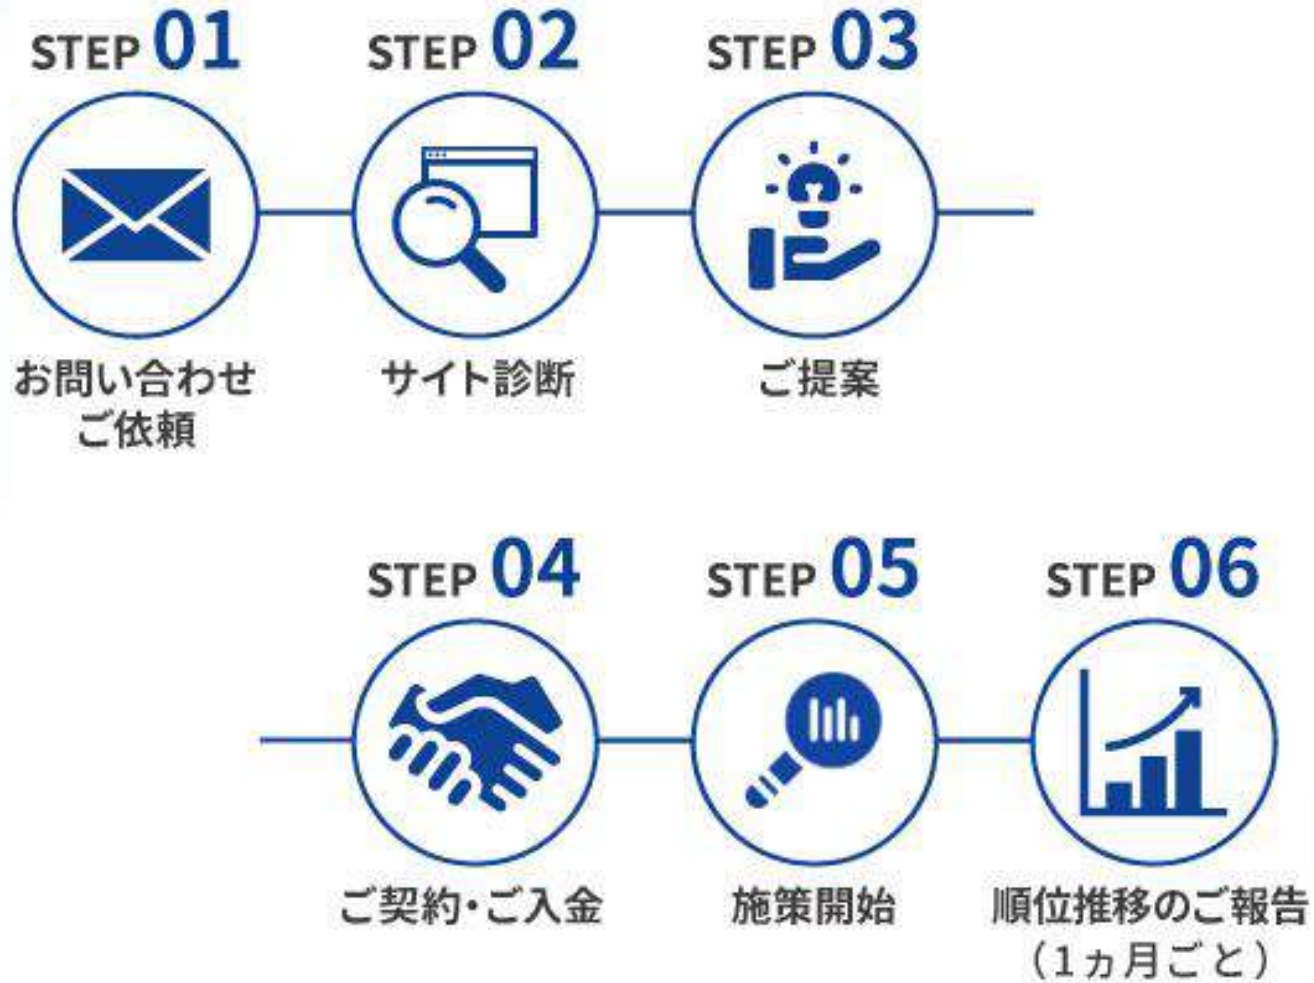 STEP 01
お問い合わせ
ご依頼
STEP 02
サイト診断
STEP 03
ご提案
STEP 04
ご契約・ご入金
STEP 05
施策開始
STEP 06
順位推移のご報告
（1ヵ月ごと）